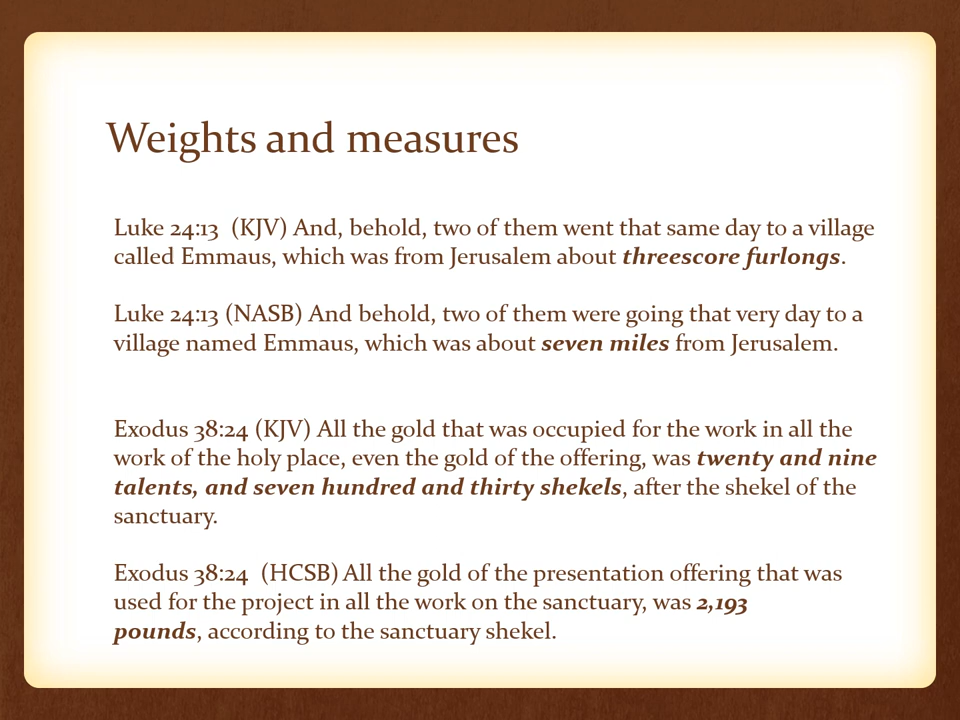 Weights and measures
Luke 24:13  (KJV) And, behold, two of them went that same day to a village
called Emmaus, which was from Jerusalem about threescore furlongs.
Luke 24:13 (NASB) And behold, two of them were going that very day to a
village named Emmaus, which was about seven miles from Jerusalem.
Exodus 38:24 (KJV) All the gold that was occupied for the work in all the
work of the holy place, even the gold of the offering, was twenty and nine
talents, and seven hundred and thirty shekels, after the shekel of the
sanctuary.
Exodus 38:24  (HCSB) All the gold of the presentation offering that was
used for the project in all the work on the sanctuary, was 2,193
pounds, according to the sanctuary shekel.